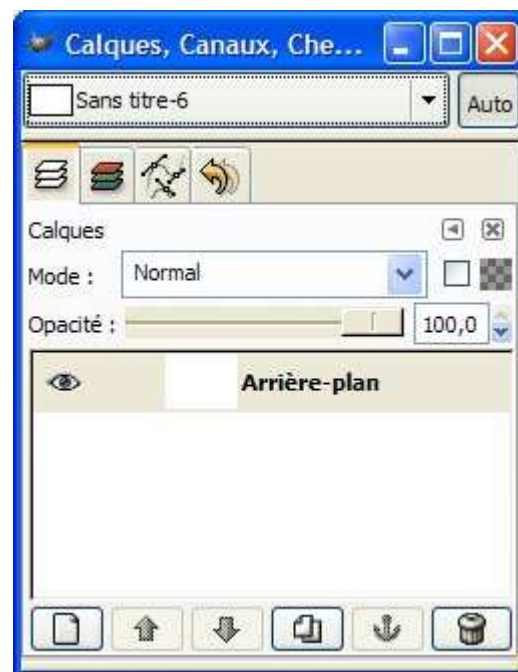 Calques, Canaux, Che...
Sans titre-6
Auto
Calques
Mode :
Normal
Opacité :
100,0
Arrière-plan